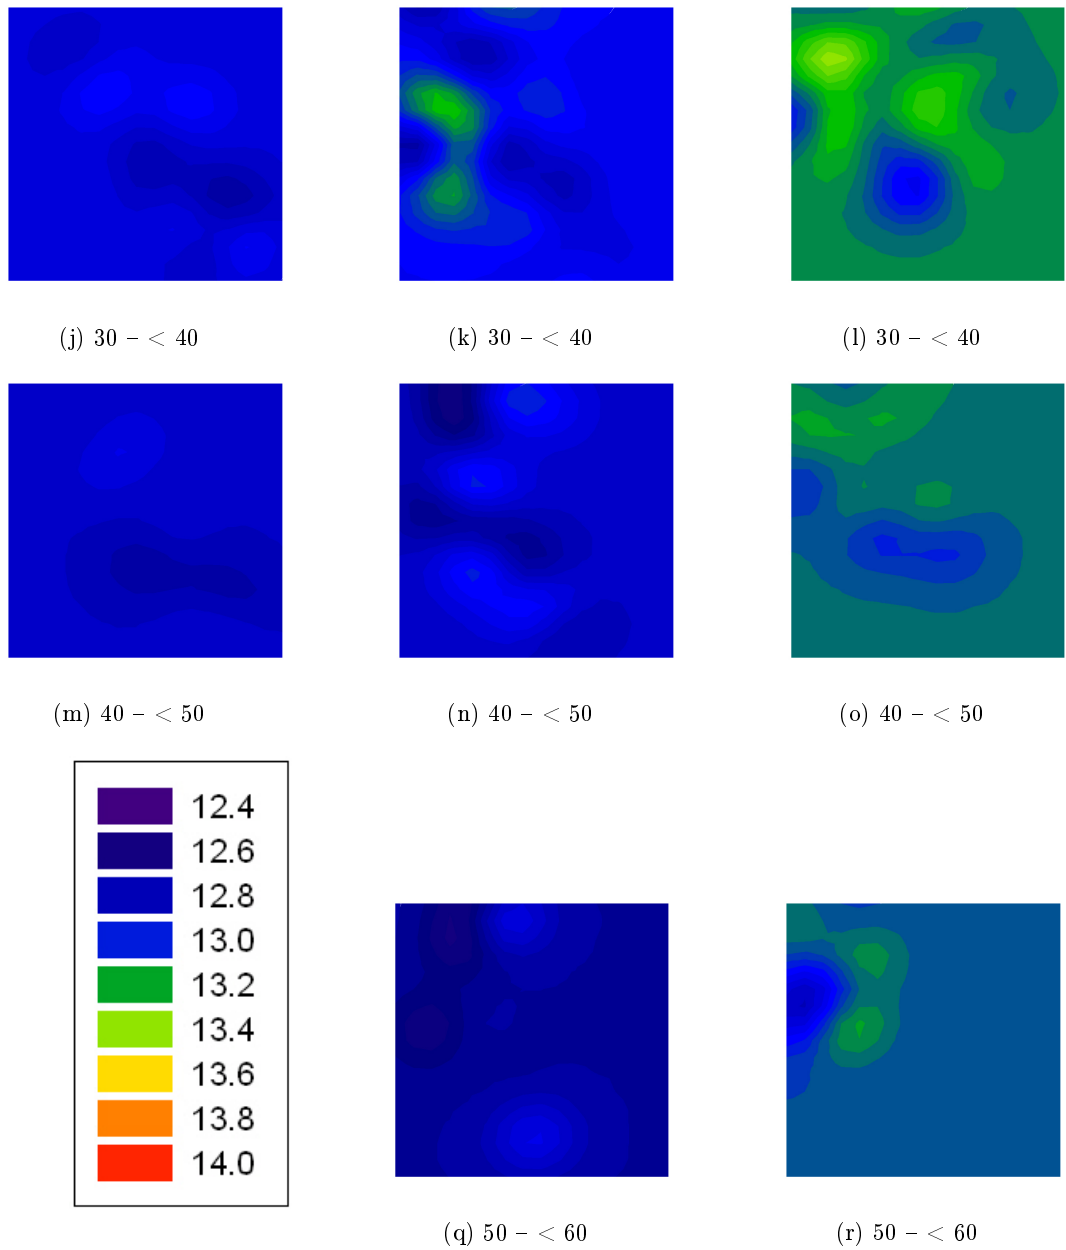 (j) 30 – < 40
(k) 30 – < 40
(l) 30 – < 40
(m) 40 – < 50
(n) 40 – < 50
(o) 40 – < 50
12.4
12.6
12.8
13.0
13.2
13.4
13.6
13.8
14.0
(q) 50 – < 60
(r) 50 – < 60